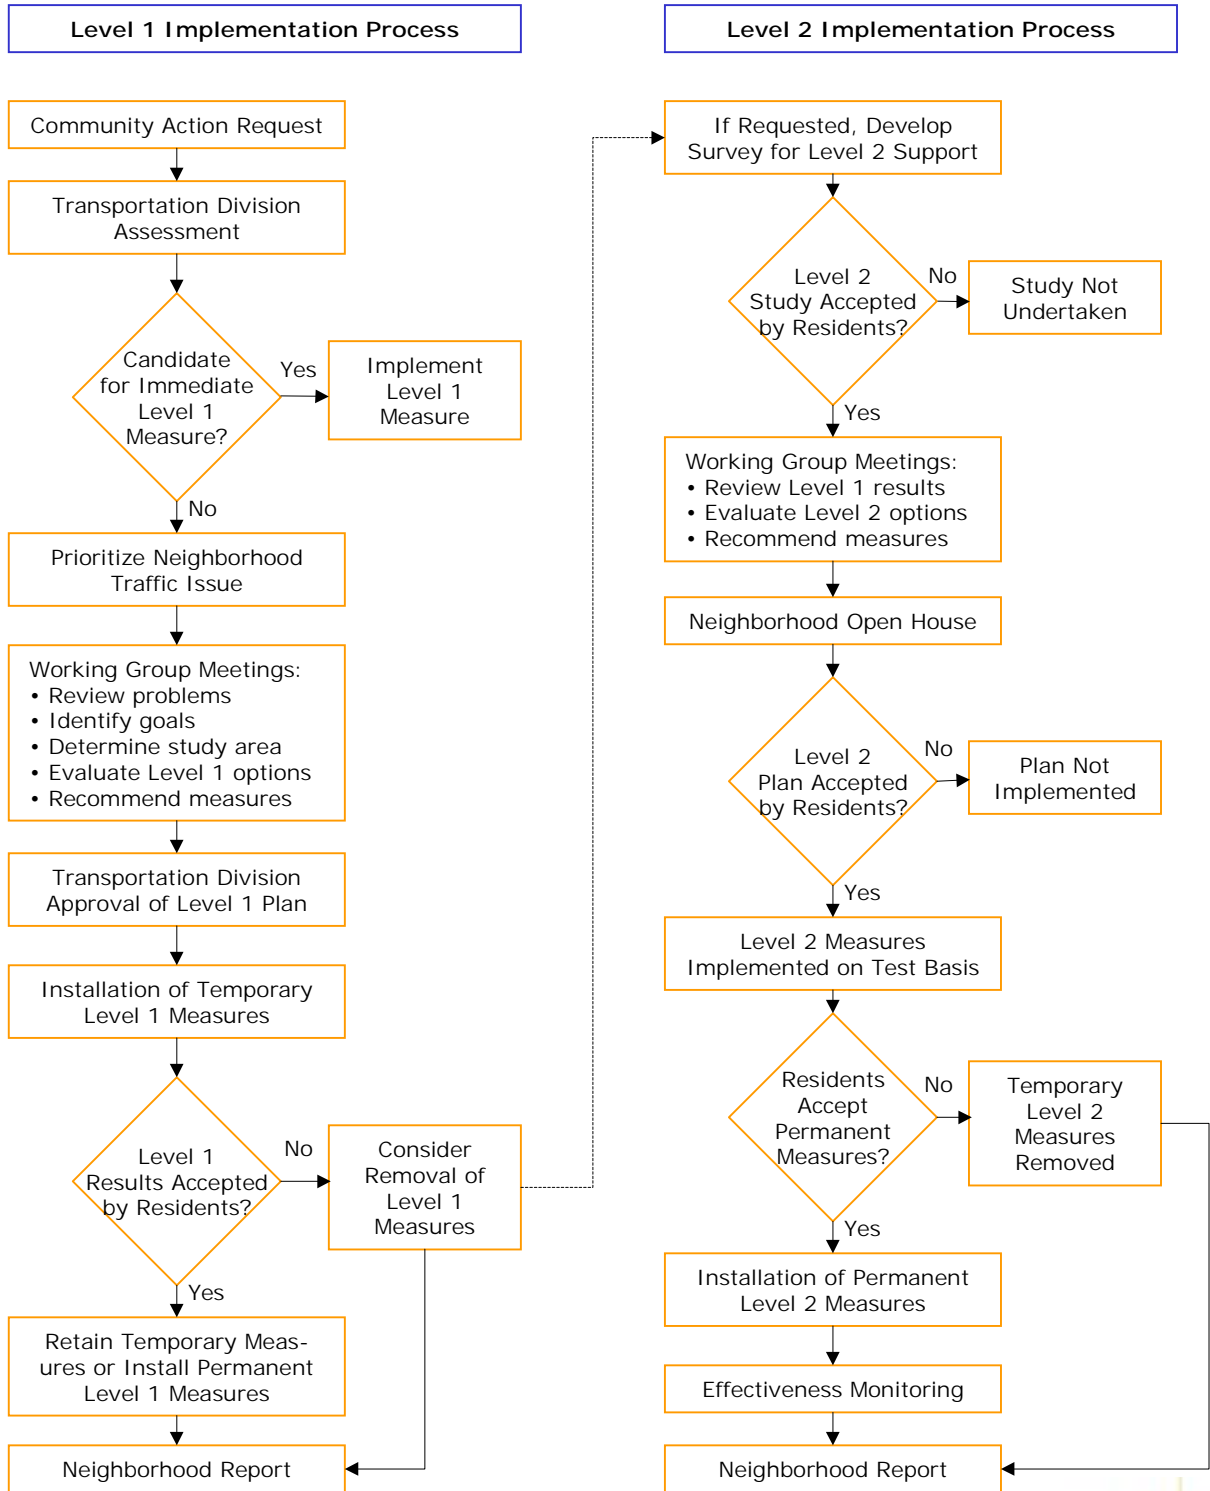 Level 1 Implementation Process
Community Action Request
Transportation Division
Assessment
Candidate
for Immediate
Level 1
Measure?
Yes
Implement
Level 1
Measure
No
Prioritize Neighborhood
Traffic Issue
Working Group Meetings:
• Review problems
• Identify goals
• Determine study area
• Evaluate Level 1 options
• Recommend measures
Transportation Division
Approval of Level 1 Plan
Installation of Temporary
Level 1 Measures
Level 1
Results Accepted
by Residents?
No
Consider
Removal of
Level 1
Measures
Yes
Retain Temporary Meas-
ures or Install Permanent
Level 1 Measures
Neighborhood Report
Level 2 Implementation Process
If Requested, Develop
Survey for Level 2 Support
Level 2
Study Accepted
by Residents?
No
Study Not
Undertaken
Yes
Working Group Meetings:
• Review Level 1 results
• Evaluate Level 2 options
• Recommend measures
Neighborhood Open House
Level 2
Plan Accepted
by Residents?
No
Plan Not
Implemented
Yes
Level 2 Measures
Implemented on Test Basis
Residents
Accept
Permanent
Measures?
No
Temporary
Level 2
Measures
Removed
Yes
Installation of Permanent
Level 2 Measures
Effectiveness Monitoring
Neighborhood Report